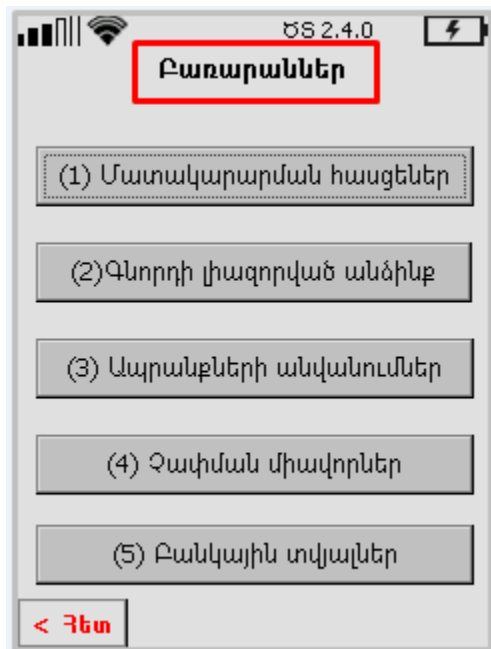 ԾՏ 2.4.0
Բառարաններ
(1) Մատակարարման հասցեներ
(2)Գնորդի լիազորված անձինք
(3) Ապրանքների անվանումներ
(4) Չափման միավորներ
(5) Բանկային տվյալներ
< Հետ